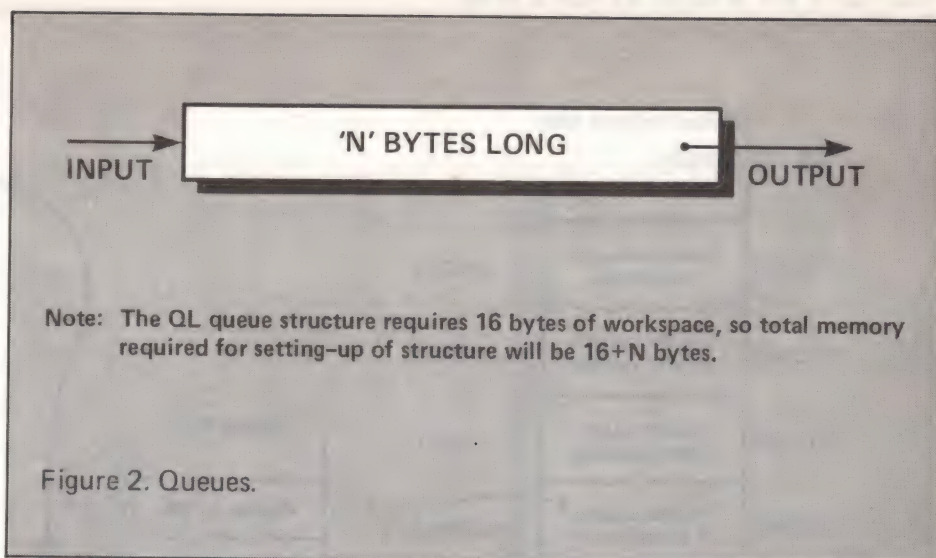 'N' BYTES LONG
INPUT
OUTPUT
Note: The QL queue structure requires 16 bytes of workspace, so total memory
required for setting-up of structure will be 16+N bytes.
Figure 2. Queues.